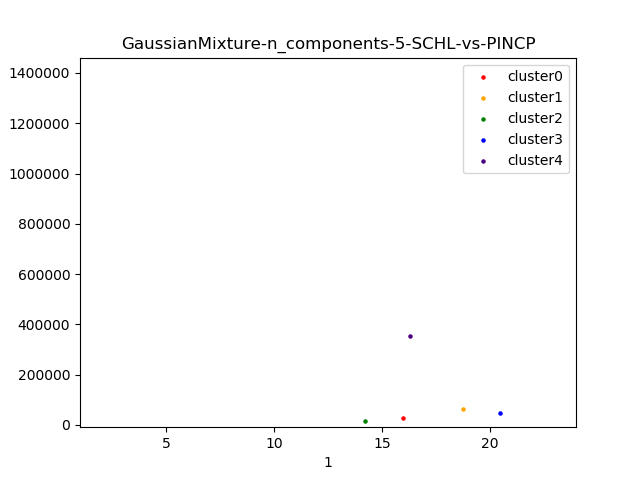 GaussianMixture-n_components-5-SCHL-vs-PINCP
1400000
1200000
1000000
800000
600000
400000
200000
0
cluster0
cluster1
cluster2
cluster3
cluster4
5 10 15 20
1